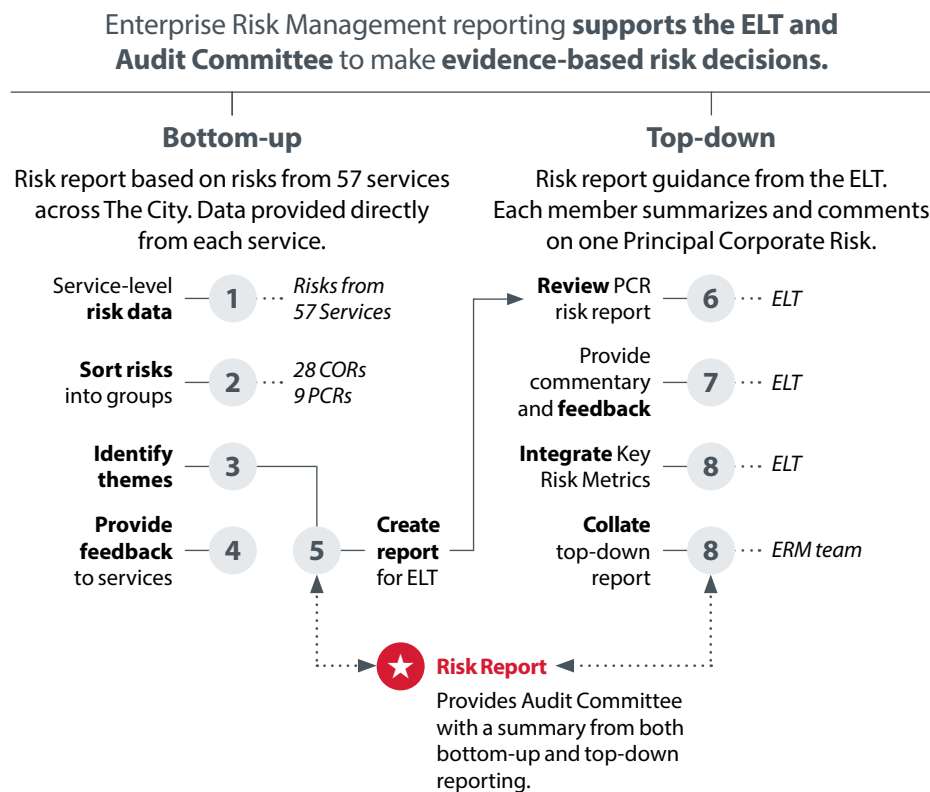 Enterprise Risk Management reporting supports the ELT and
Audit Committee to make evidence-based risk decisions.
Bottom-up
Risk report based on risks from 57 services
across The City. Data provided directly
from each service.
Service-level
risk data
1
Risks from
57 Services
Sort risks
into groups
2
28 CORs
9 PCRs
Identify
themes
3
Provide
feedback
to services
4
5
Create
report
for ELT
Top-down
Risk report guidance from the ELT.
Each member summarizes and comments
on one Principal Corporate Risk.
Review PCR
risk report
6
ELT
Provide
commentary
and feedback
7
ELT
Integrate Key
Risk Metrics
8
ELT
Collate
top-down
report
8
ERM team
Risk Report
Provides Audit Committee
with a summary from both
bottom-up and top-down
reporting.